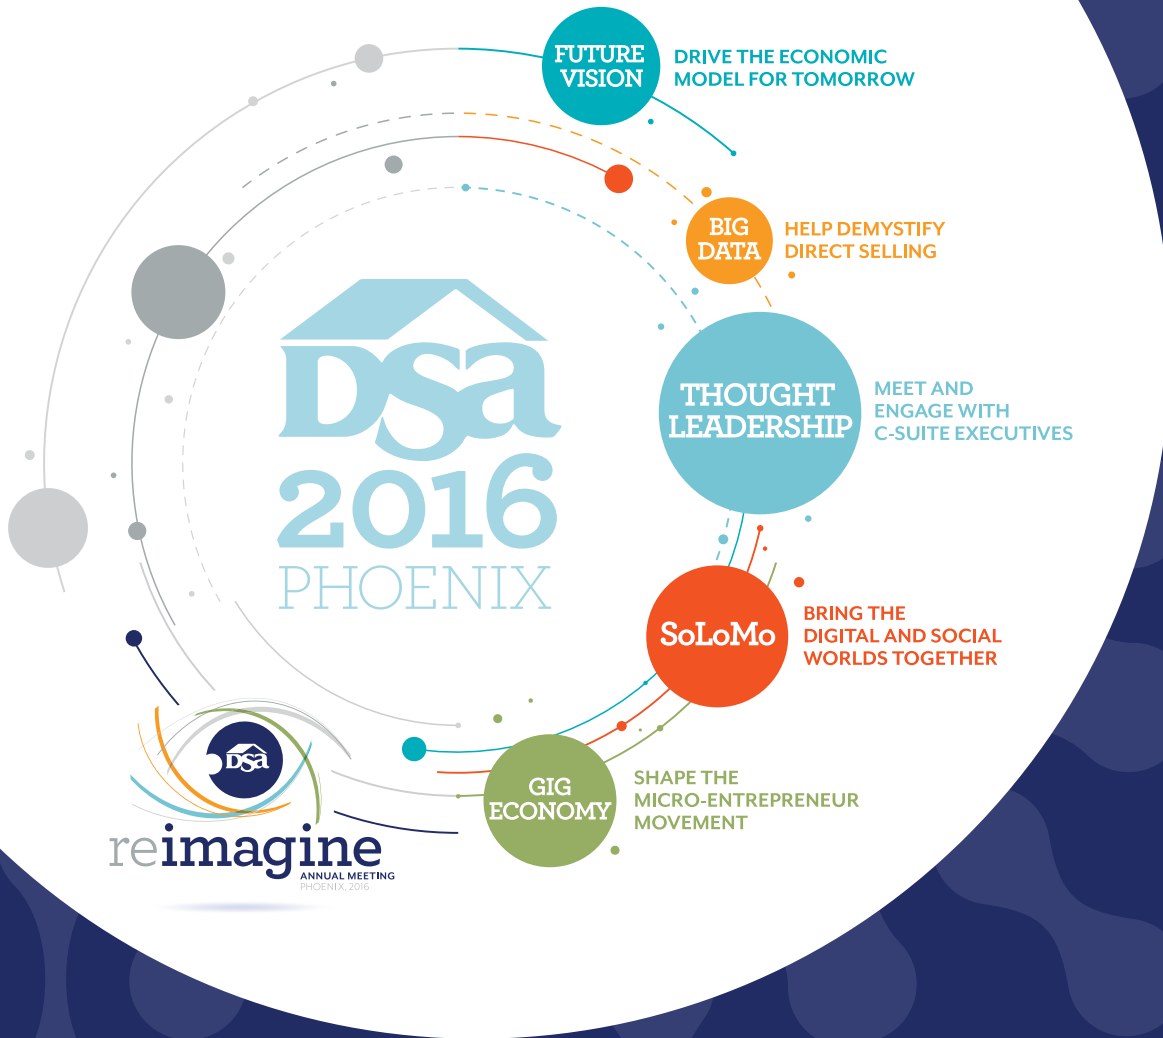 FUTURE
VISION
DRIVE THE ECONOMIC
MODEL FOR TOMORROW
BIG
DATA
HELP DEMYSTIFY
DIRECT SELLING
THOUGHT
LEADERSHIP
MEET AND
ENGAGE WITH
C-SUITE EXECUTIVES
DSa
2016
PHOENIX
SoLoMo
BRING THE
DIGITAL AND SOCIAL
WORLDS TOGETHER
GIG
ECONOMY
SHAPE THE
MICRO-ENTREPRENEUR
MOVEMENT
DSa
reimagine
ANNUAL MEETING
PHOENIX, 2016